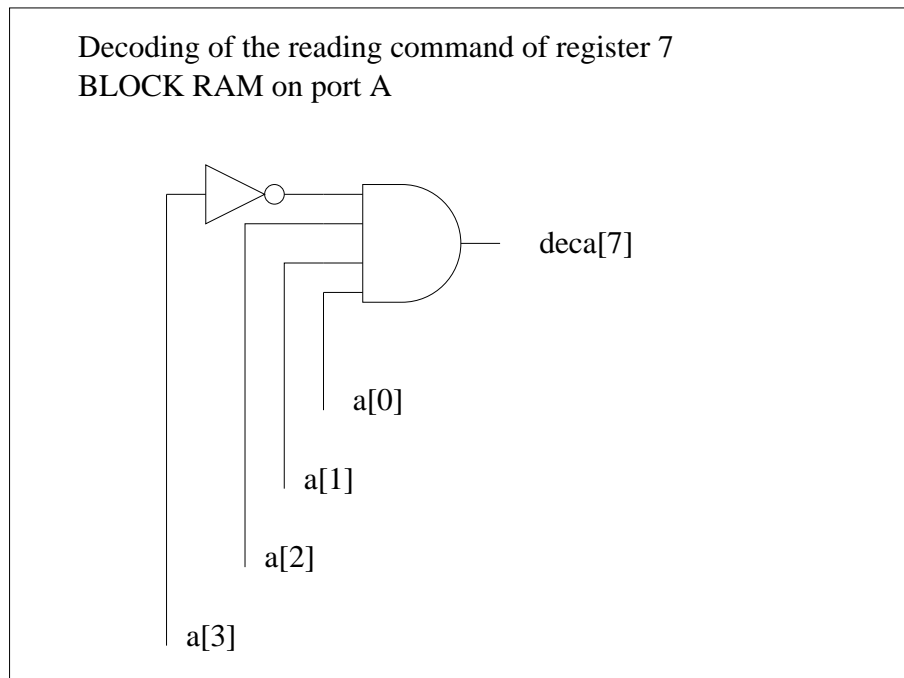 Decoding of the reading command of register 7
BLOCK RAM on port A
deca[7]
a[0]
a[1]
a[2]
a[3]